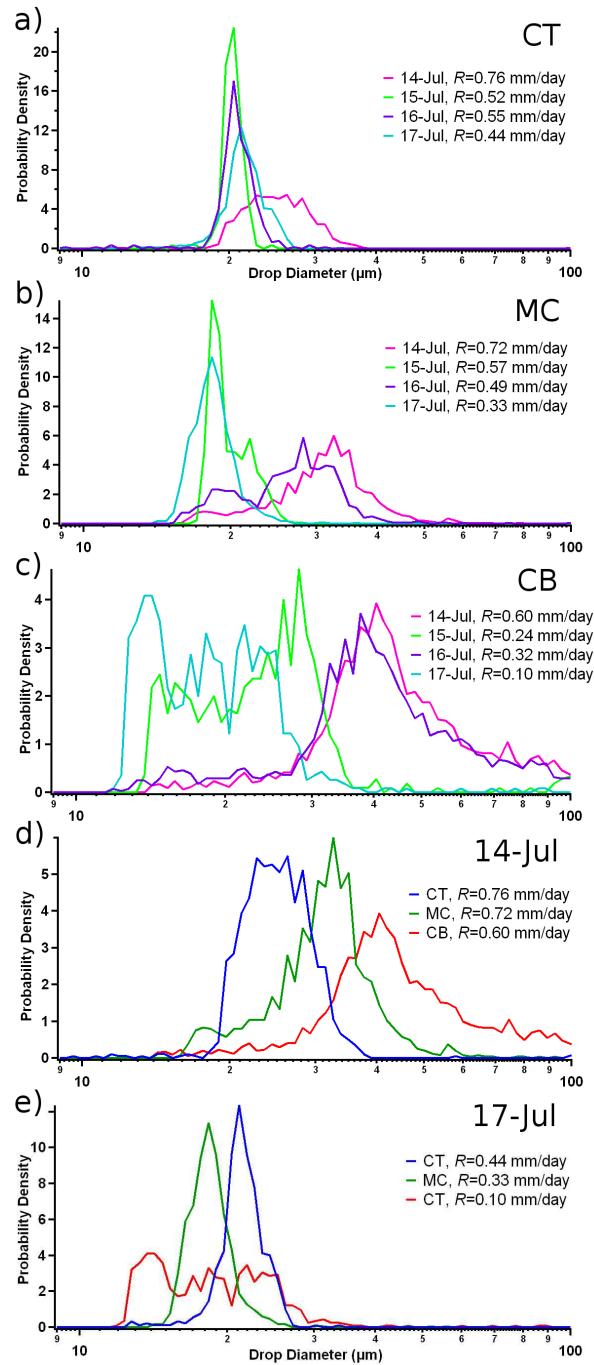 a)
CT
14-Jul, R=0.76 mm/day
15-Jul, R=0.52 mm/day
16-Jul, R=0.55 mm/day
17-Jul, R=0.44 mm/day
Probability Density
20
16
12
8
4
0
9 10 2 3 4 5 6 7 8 9 100
Drop Diameter (µm)
b)
MC
14-Jul, R=0.72 mm/day
15-Jul, R=0.57 mm/day
16-Jul, R=0.49 mm/day
17-Jul, R=0.33 mm/day
Probability Density
14
12
10
8
6
4
2
0
9 10 2 3 4 5 6 7 8 9 100
c)
CB
14-Jul, R=0.60 mm/day
15-Jul, R=0.24 mm/day
16-Jul, R=0.32 mm/day
17-Jul, R=0.10 mm/day
Probability Density
4
3
2
1
0
9 10 2 3 4 5 6 7 8 9 100
d)
14-Jul
CT, R=0.76 mm/day
MC, R=0.72 mm/day
CB, R=0.60 mm/day
Probability Density
5
4
3
2
1
0
9 10 2 3 4 5 6 7 8 9 100
e)
17-Jul
CT, R=0.44 mm/day
MC, R=0.33 mm/day
CT, R=0.10 mm/day
Probability Density
10
8
6
4
2
0
9 10 2 3 4 5 6 7 8 9 100
Drop Diameter (µm)